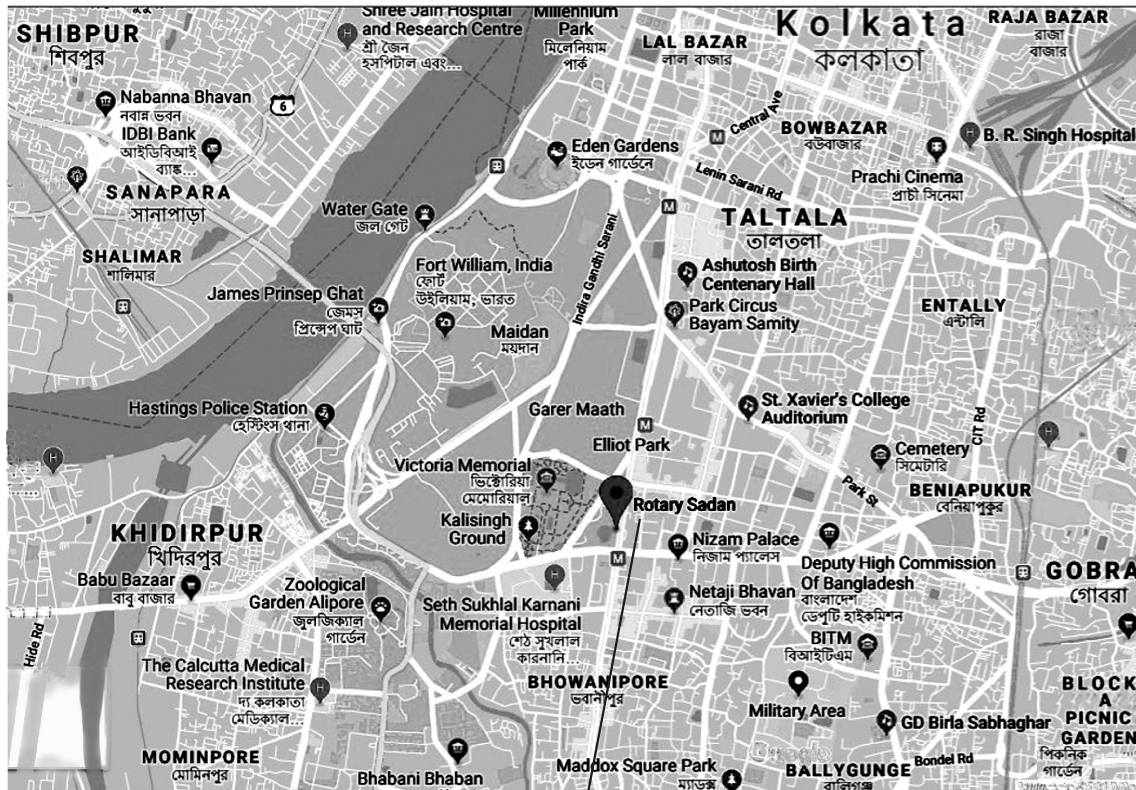 SHIBPUR
শিবপুর
Shree Jain Hospital
and Research Centre
শ্রী জৈন
হসপিটাল এবং...
Millennium
Park
মিলেনিয়াম
পার্ক
LAL BAZAR
লাল বাজার
Kolkata
কলকাতা
RAJA BAZAR
রাজা
বাজার
Nabanna Bhavan
নবান্ন ভবন
IDBI Bank
আইডিবিআই
ব্যাঙ্ক...
6
Central Ave
BOWBAZAR
বউবাজার
B. R. Singh Hospital
Prachi Cinema
প্রাচী সিনেমা
Eden Gardens
ইডেন গার্ডেনে
Lenin Sarani Rd
SANAPARA
সানাপাড়া
Water Gate
জল গেট
M
M
TALTALA
তালতলা
SHALIMAR
শালিমার
Fort William, India
ফোর্ট
উইলিয়াম, ভারত
Indira Gandhi Sarani
Ashutosh Birth
Centenary Hall
James Prinsep Ghat
জেমস
প্রিন্সেপ ঘাট
Park Circus
Bayam Samity
ENTALLY
এন্টালি
Maidan
ময়দান
Hastings Police Station
হেস্টিংস থানা
Garer Maath
St. Xavier's College
Auditorium
CIT Rd
Elliot Park
M
Victoria Memorial
ভিক্টোরিয়া
মেমোরিয়াল
Cemetery
সিমেটারি
Park St
BENIAPUKUR
বেনিয়াপুকুর
Rotary Sadan
Kalisingh
Ground
KHIDIRPUR
খিদিরপুর
Nizam Palace
নিজাম প্যালেস
Deputy High Commission
Of Bangladesh
বাংলাদেশ
ডেপুটি হাইকমিশন
M
GOBRA
গোবরা
Babu Bazaar
বাবু বাজার
Zoological
Garden Alipore
জুলজিক্যাল
গার্ডেন
Seth Sukhlal Karnani
Memorial Hospital
শেঠ সুখলাল
কারনানি...
Netaji Bhavan
নেতাজি ভবন
BITM
বিআইটিএম
Hide Rd
The Calcutta Medical
Research Institute
দ্য কলকাতা
মেডিক্যাল...
BHOWANIPORE
ভবানীপুর
Military Area
GD Birla Sabhaghar
BLOCK
A
PICNIC
GARDEN
পিকনিক
গার্ডেন
MOMINPORE
মোমিনপুর
Bhabani Bhaban
Maddox Square Park
ম্যাডক্স
BALLYGUNGE
বালিগঞ্জ
Bondel Rd
H
H
H
H
H
H